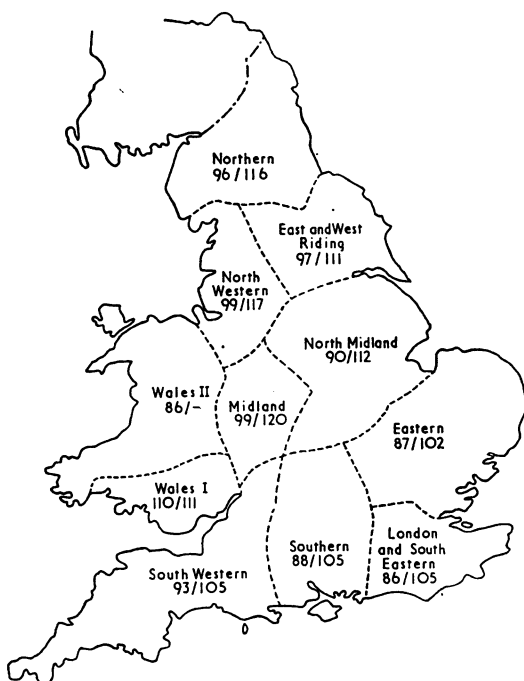 Northern
96/116
East and West
Riding
97/111
North
Western
99/117
North Midland
90/112
Wales II
86/-
Midland
99/120
Eastern
87/102
Wales I
110/111
London
and South
Eastern
86/105
Southern
88/105
South Western
93/105